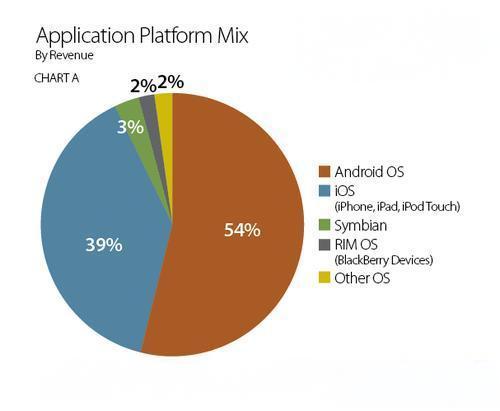 Application Platform Mix
By Revenue
CHART A
2% 2%
3%
39%
54%
Android OS
iOS
(iPhone, iPad, iPod Touch)
Symbian
RIM OS
(BlackBerry Devices)
Other OS